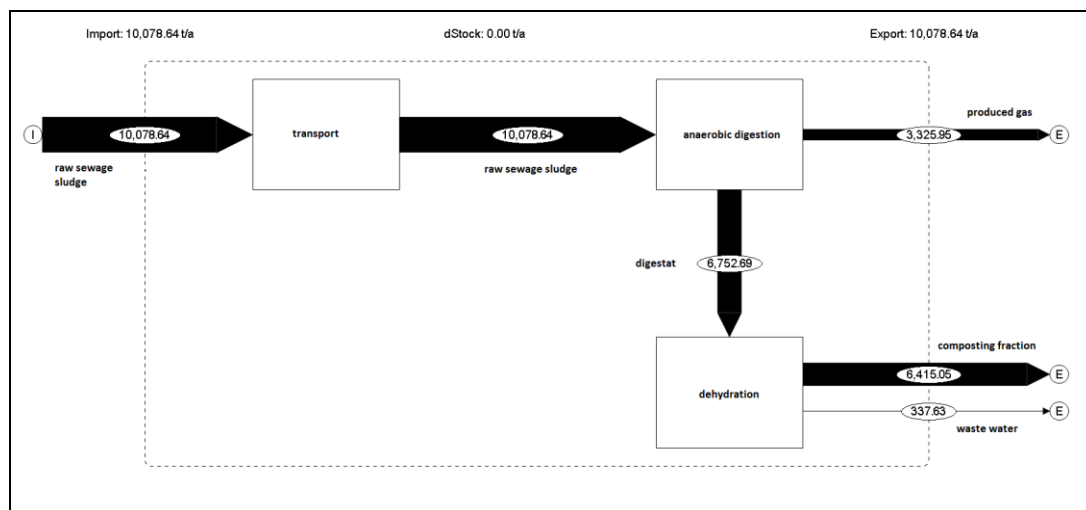 Import: 10,078.64 t/a
dStock: 0.00 t/a
Export: 10,078.64 t/a
I
10,078.64
raw sewage
sludge
transport
10,078.64
raw sewage sludge
anaerobic digestion
produced gas
3,325.95
E
digestat
6,752.69
dehydration
composting fraction
6,415.05
E
337.63
E
waste water